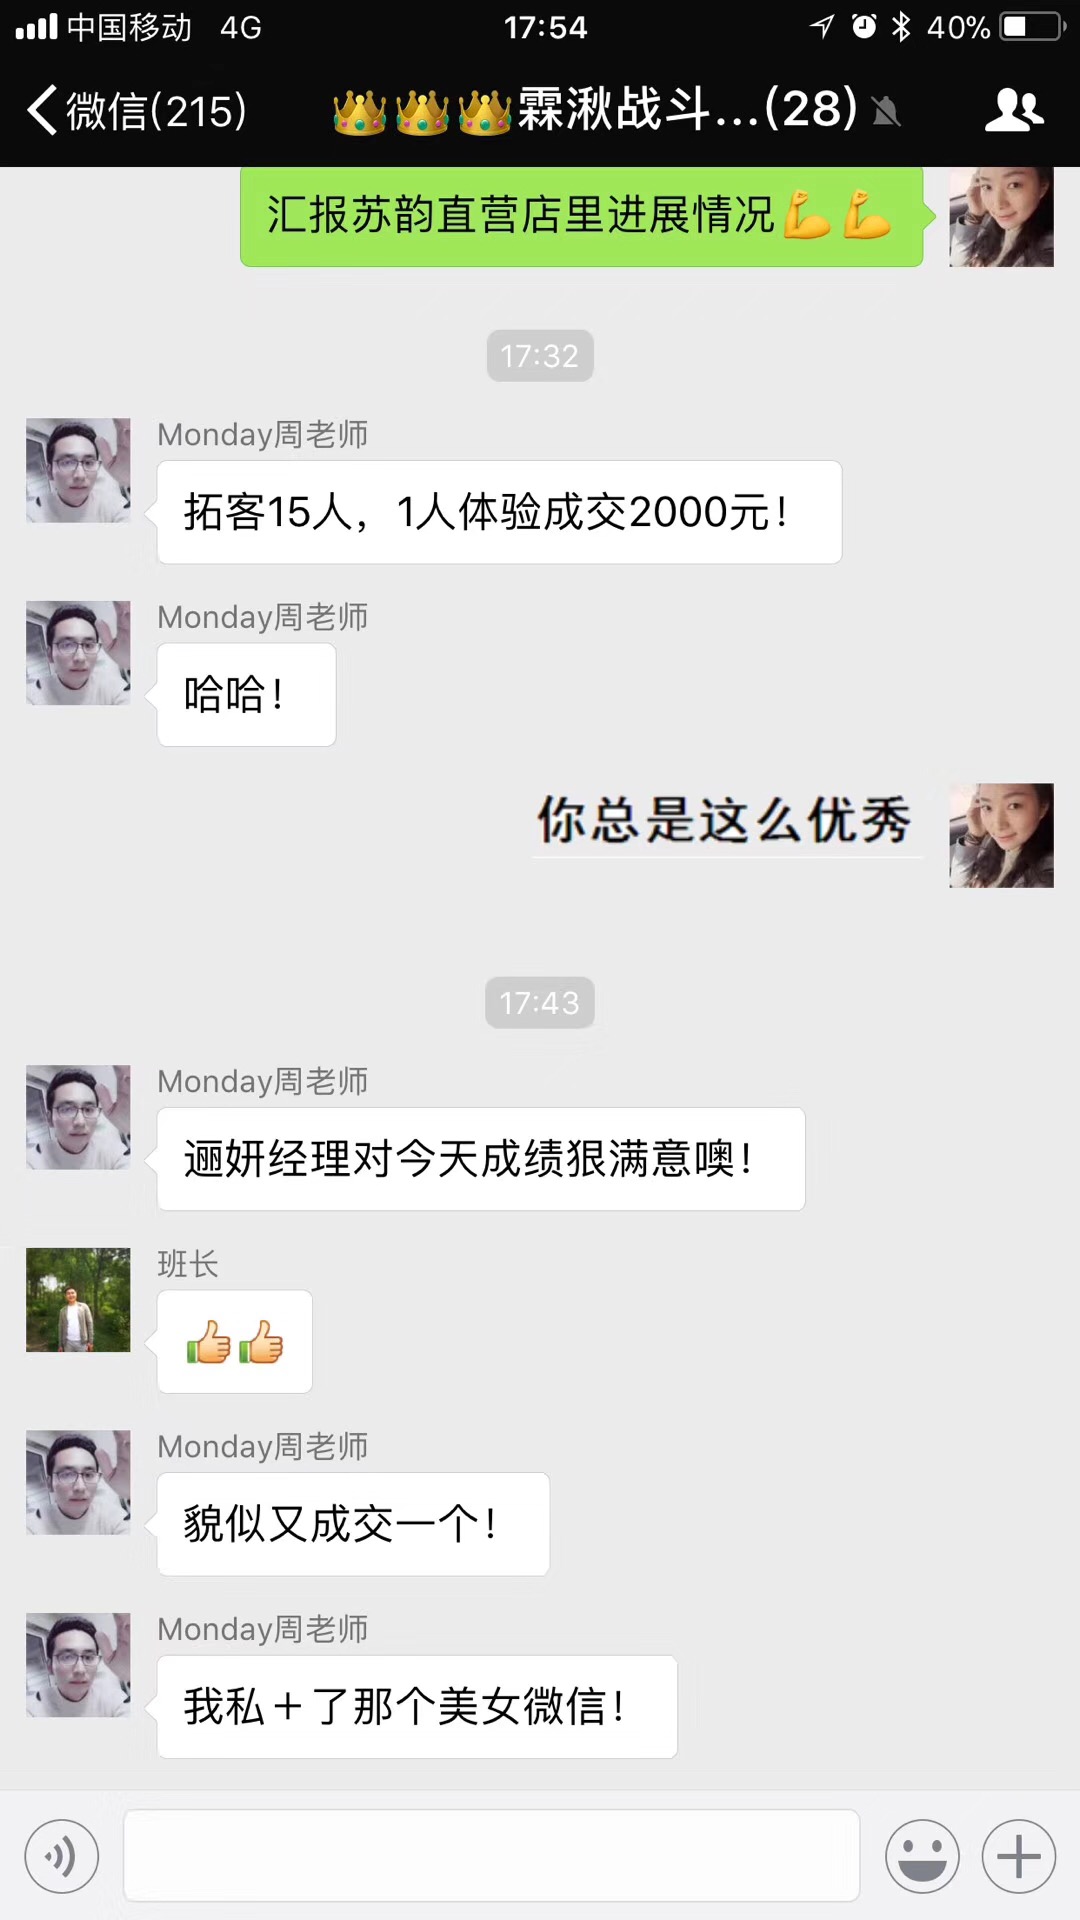 中国移动 4G 17:54 40%
微信(215) 👑👑👑霖湫战斗...(28)
汇报苏韵直营店里进展情况💪💪
17:32
Monday周老师
拓客15人，1人体验成交2000元！
Monday周老师
哈哈！
你总是这么优秀
17:43
Monday周老师
逦妍经理对今天成绩狠满意噢！
班长
👍👍
Monday周老师
貌似又成交一个！
Monday周老师
我私＋了那个美女微信！